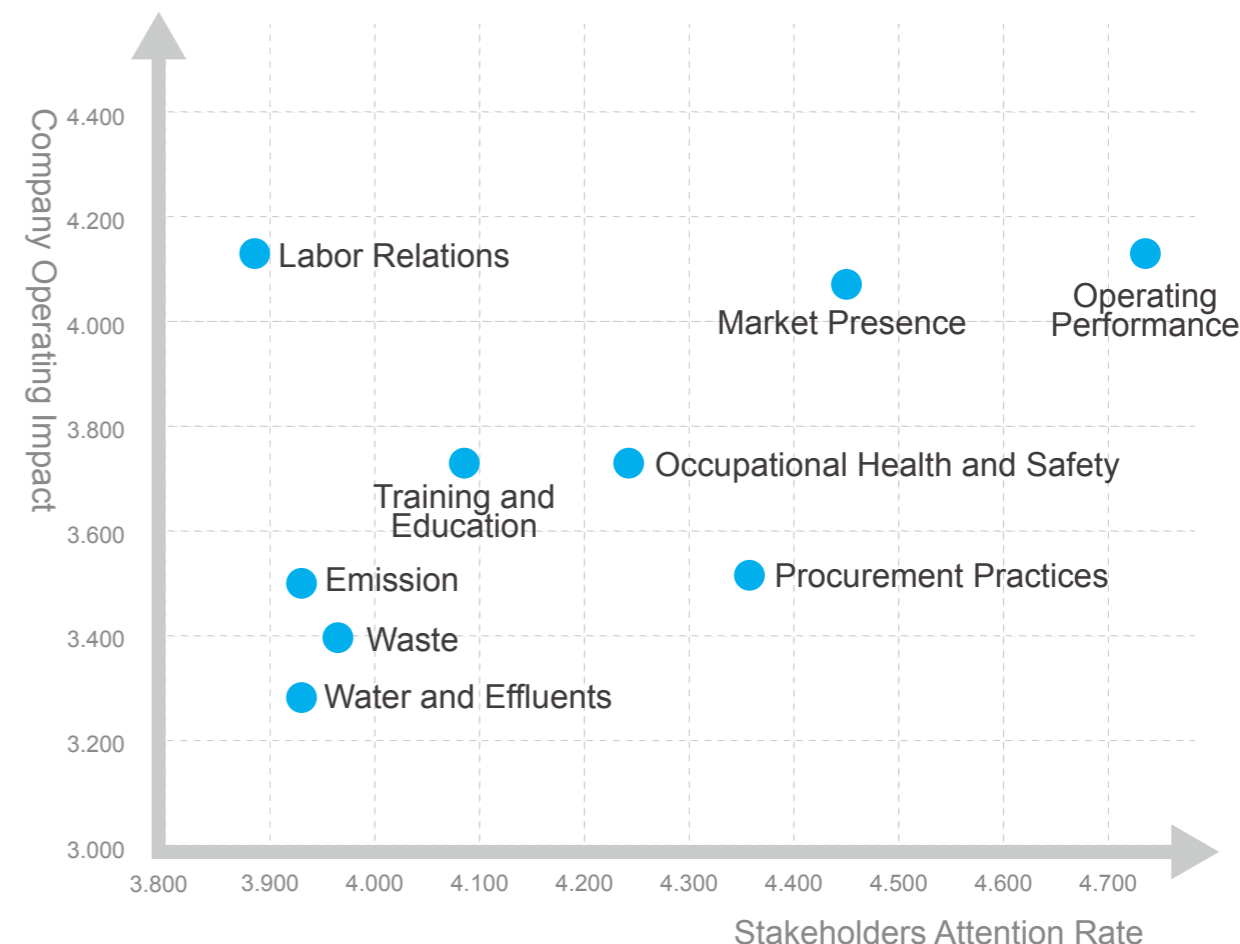 Company Operating Impact
4.400
4.200
4.000
3.800
3.600
3.400
3.200
3.000
Labor Relations
Market Presence
Operating
Performance
Training and
Education
Occupational Health and Safety
Emission
Procurement Practices
Waste
Water and Effluents
3.800 3.900 4.000 4.100 4.200 4.300 4.400 4.500 4.600 4.700
Stakeholders Attention Rate